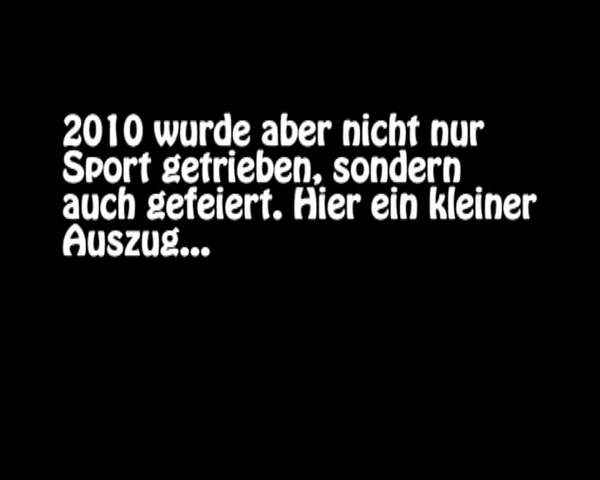 2010 wurde aber nicht nur
Sport getrieben, sondern
auch gefeiert. Hier ein kleiner
Auszug...